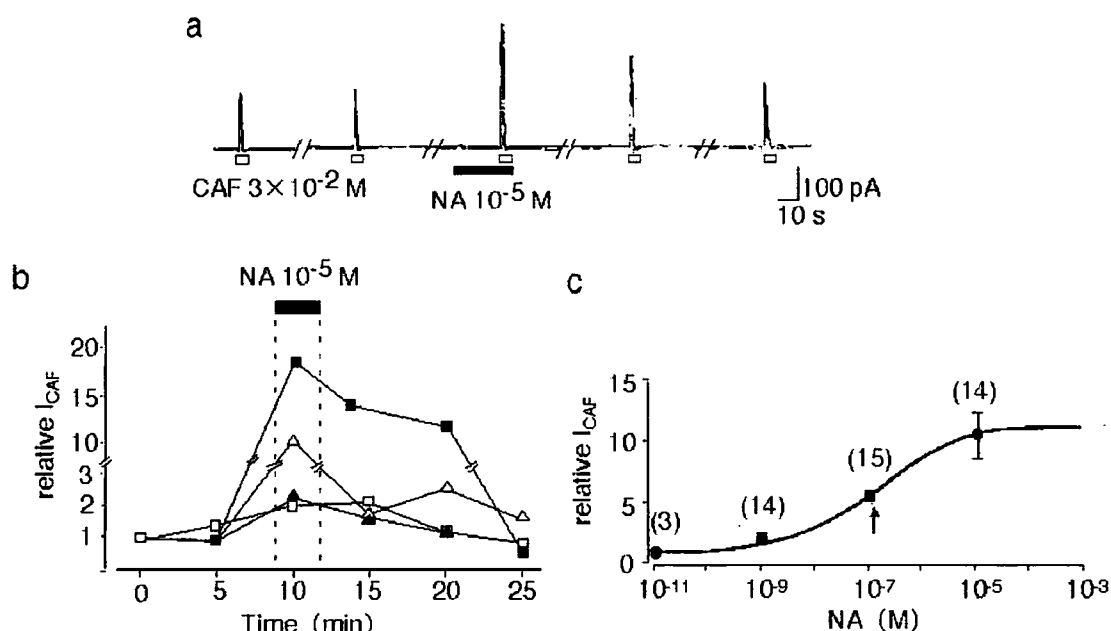 a
CAF 3×10⁻² M
NA 10⁻⁵ M
100 pA
10 s
b
NA 10⁻⁵ M
relative I_CAF
20
15
10
3
2
1
0 5 10 15 20 25
Time (min)
c
relative I_CAF
15
10
5
0
(3)
(14)
(15)
(14)
10⁻¹¹ 10⁻⁹ 10⁻⁷ 10⁻⁵ 10⁻³
NA (M)